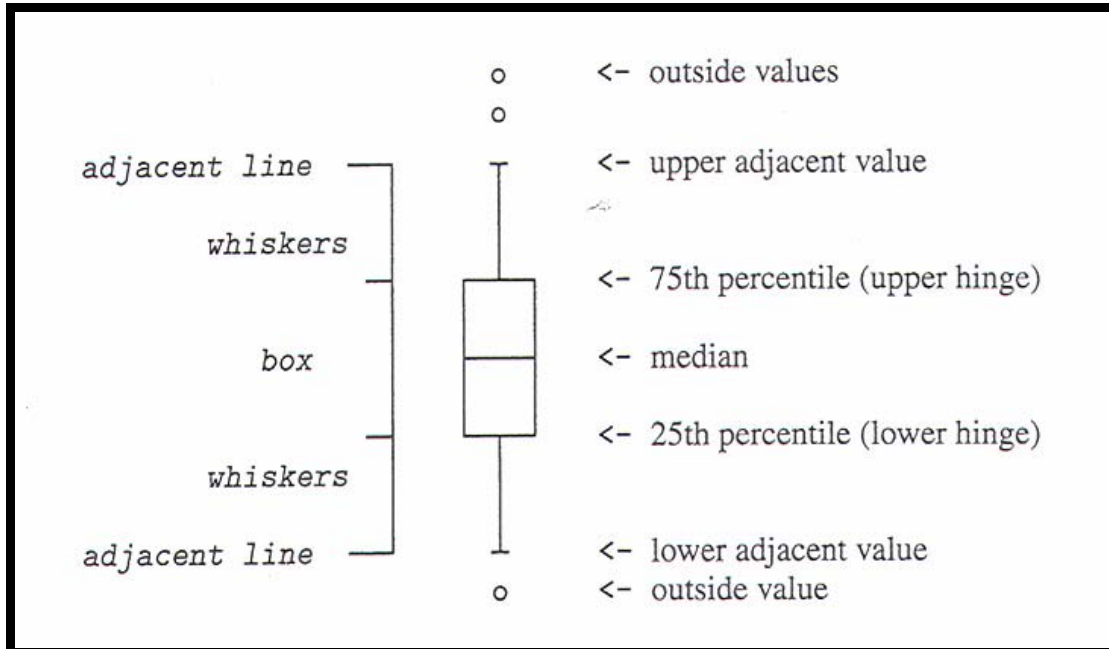 <- outside values
adjacent line <- upper adjacent value
whiskers
<- 75th percentile (upper hinge)
box <- median
<- 25th percentile (lower hinge)
whiskers
adjacent line <- lower adjacent value
<- outside value